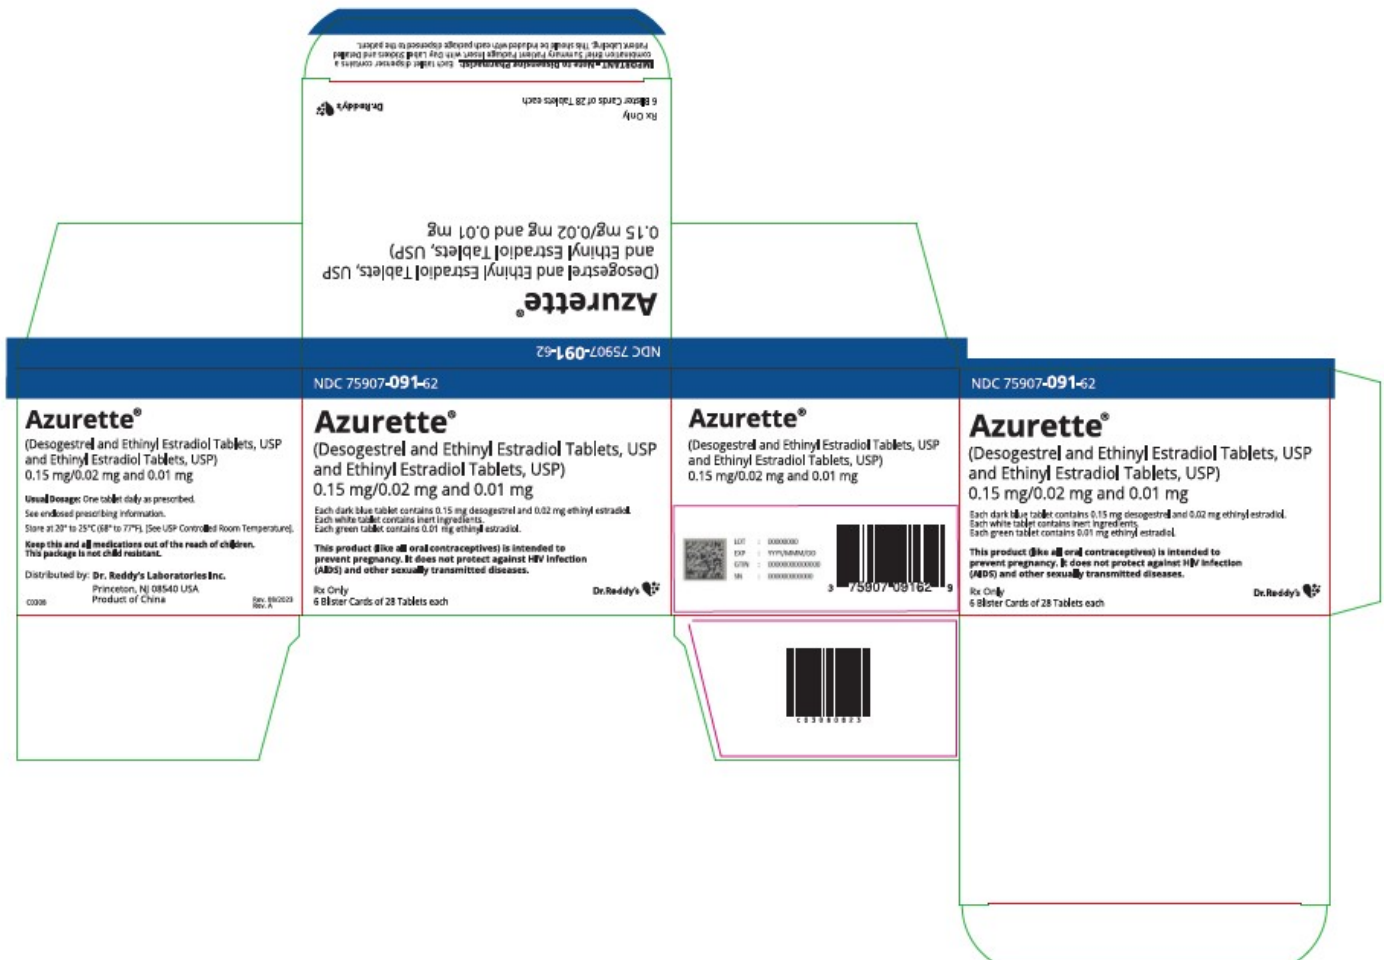 IMPORTANT - Note to Dispensing Pharmacist: Each tablet dispenser contains a
combination Brief Summary Patient Package Insert with Day Label Stickers and Detailed
Patient Labeling. This should be included with each package dispensed to the patient.
Rx Only
6 Blister Cards of 28 Tablets each
Dr.Reddy's
Azurette®
(Desogestrel and Ethinyl Estradiol Tablets, USP
and Ethinyl Estradiol Tablets, USP)
0.15 mg/0.02 mg and 0.01 mg
NDC 75907-091-62
Azurette®
(Desogestrel and Ethinyl Estradiol Tablets, USP
and Ethinyl Estradiol Tablets, USP)
0.15 mg/0.02 mg and 0.01 mg
Usual Dosage: One tablet daily as prescribed.
See enclosed prescribing information.
Store at 20° to 25°C (68° to 77°F). [See USP Controlled Room Temperature].
Keep this and all medications out of the reach of children.
This package is not child resistant.
Distributed by: Dr. Reddy's Laboratories Inc.
Princeton, NJ 08540 USA
Product of China
C0308
Rev. 08/2023
Rev. A
NDC 75907-091-62
Azurette®
(Desogestrel and Ethinyl Estradiol Tablets, USP
and Ethinyl Estradiol Tablets, USP)
0.15 mg/0.02 mg and 0.01 mg
Each dark blue tablet contains 0.15 mg desogestrel and 0.02 mg ethinyl estradiol.
Each white tablet contains inert ingredients.
Each green tablet contains 0.01 mg ethinyl estradiol.
This product (like all oral contraceptives) is intended to
prevent pregnancy. It does not protect against HIV infection
(AIDS) and other sexually transmitted diseases.
Rx Only
6 Blister Cards of 28 Tablets each
Dr.Reddy's
Azurette®
(Desogestrel and Ethinyl Estradiol Tablets, USP
and Ethinyl Estradiol Tablets, USP)
0.15 mg/0.02 mg and 0.01 mg
LOT : 00000000
EXP : YYYY/MMM/DD
GTIN : 00000000000000
SN : 000000000000
3 75907-09162 9
C03080823
NDC 75907-091-62
Azurette®
(Desogestrel and Ethinyl Estradiol Tablets, USP
and Ethinyl Estradiol Tablets, USP)
0.15 mg/0.02 mg and 0.01 mg
Each dark blue tablet contains 0.15 mg desogestrel and 0.02 mg ethinyl estradiol.
Each white tablet contains inert ingredients.
Each green tablet contains 0.01 mg ethinyl estradiol.
This product (like all oral contraceptives) is intended to
prevent pregnancy. It does not protect against HIV infection
(AIDS) and other sexually transmitted diseases.
Rx Only
6 Blister Cards of 28 Tablets each
Dr.Reddy's